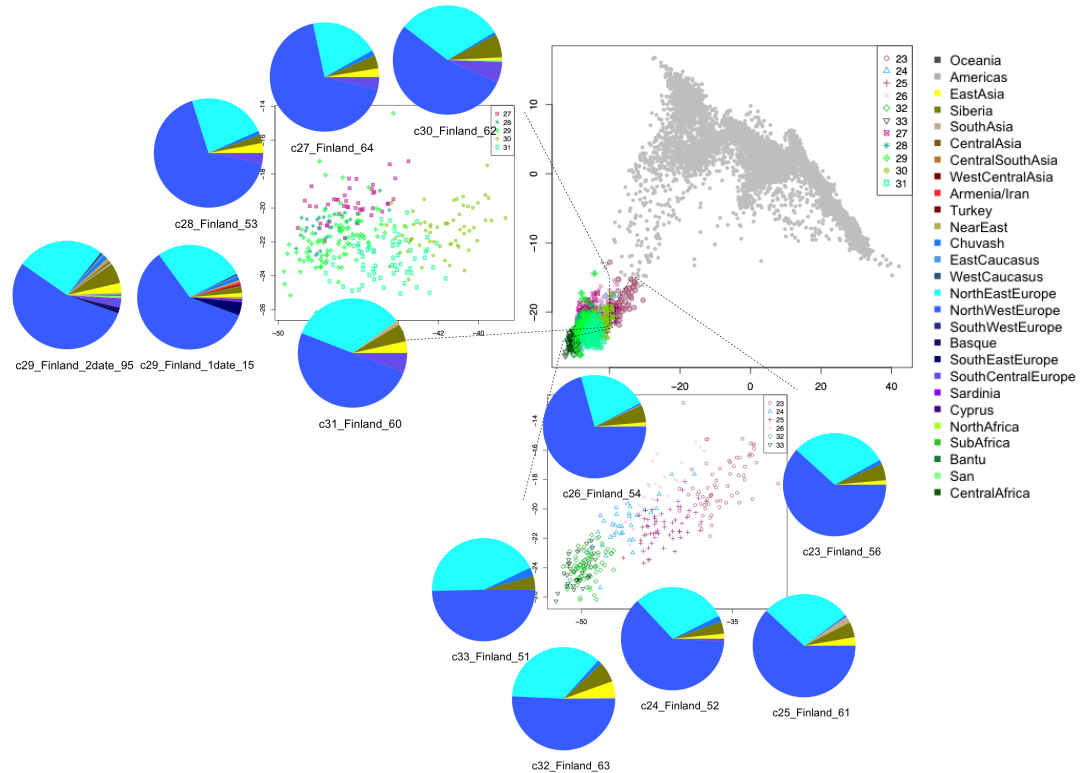 c27_Finland_64
c30_Finland_62
c28_Finland_53
c29_Finland_2date_95
c29_Finland_1date_15
c31_Finland_60
−14
−18
−20
−22
−24
−26
−50
−42
−40
27
28
29
30
31
10
0
−10
−20
−20
0
20
40
23
24
25
26
32
33
27
28
29
30
31
c26_Finland_54
c23_Finland_56
c33_Finland_51
c32_Finland_63
c24_Finland_52
c25_Finland_61
−14
−16
−18
−20
−22
−24
−50
−35
23
24
25
26
32
33
Oceania
Americas
EastAsia
Siberia
SouthAsia
CentralAsia
CentralSouthAsia
WestCentralAsia
Armenia/Iran
Turkey
NearEast
Chuvash
EastCaucasus
WestCaucasus
NorthEastEurope
NorthWestEurope
SouthWestEurope
Basque
SouthEastEurope
SouthCentralEurope
Sardinia
Cyprus
NorthAfrica
SubAfrica
Bantu
San
CentralAfrica